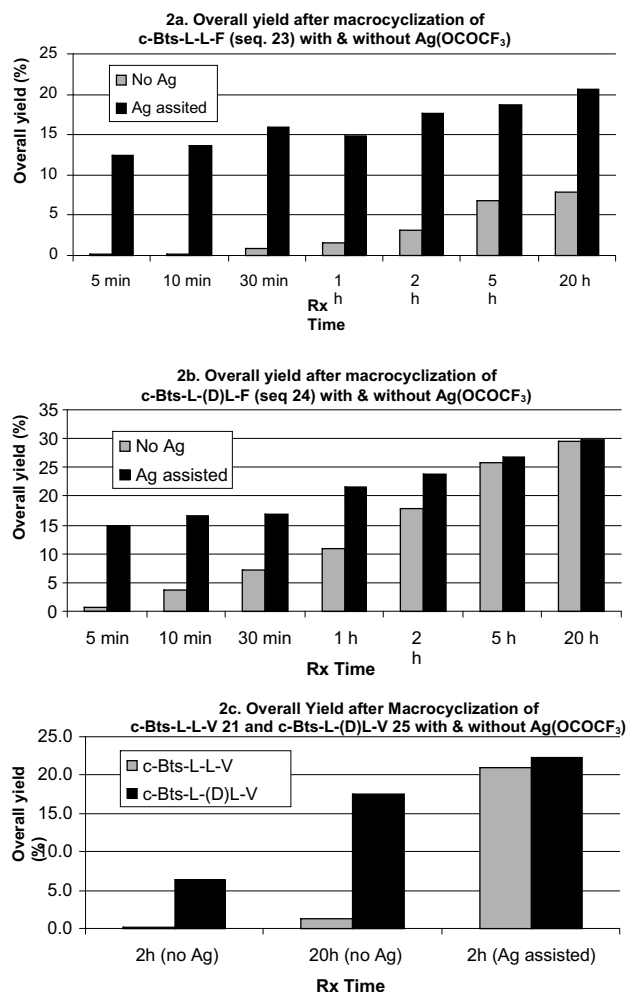 2a. Overall yield after macrocyclization of
c-Bts-L-L-F (seq. 23) with & without Ag(OCOCF₃)
Overall yield (%)
25
20
15
10
5
0
No Ag
Ag assited
5 min
10 min
30 min
1
h
2
h
5
h
20 h
Rx
Time
2b. Overall yield after macrocyclization of
c-Bts-L-(D)L-F (seq 24) with & without Ag(OCOCF₃)
Overall yield (%)
35
30
25
20
15
10
5
0
No Ag
Ag assisted
5 min
10 min
30 min
1 h
2
h
5 h
20 h
Rx Time
2c. Overall Yield after Macrocyclization of
c-Bts-L-L-V 21 and c-Bts-L-(D)L-V 25 with & without Ag(OCOCF₃)
Overall yield
(%)
25.0
20.0
15.0
10.0
5.0
0.0
c-Bts-L-L-V
c-Bts-L-(D)L-V
2h (no Ag)
20h (no Ag)
2h (Ag assisted)
Rx Time